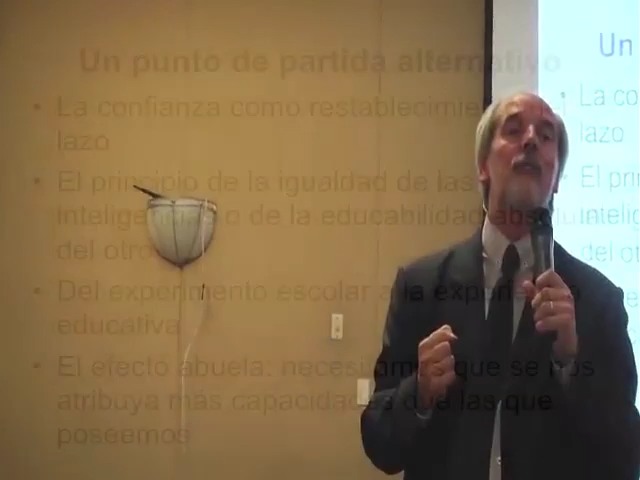 Un punto de partida alternativo
• La confianza como restablecimie
lazo
• El principio de la igualdad de las
inteligencias o de la educabilidad absolu
del otro
• Del experimento escolar a la experiencia
educativa
• El efecto abuela: necesitamos que se nos
atribuya más capacidades que las que
poseemos
Un
• La co
lazo
El prin
intelig
del otro